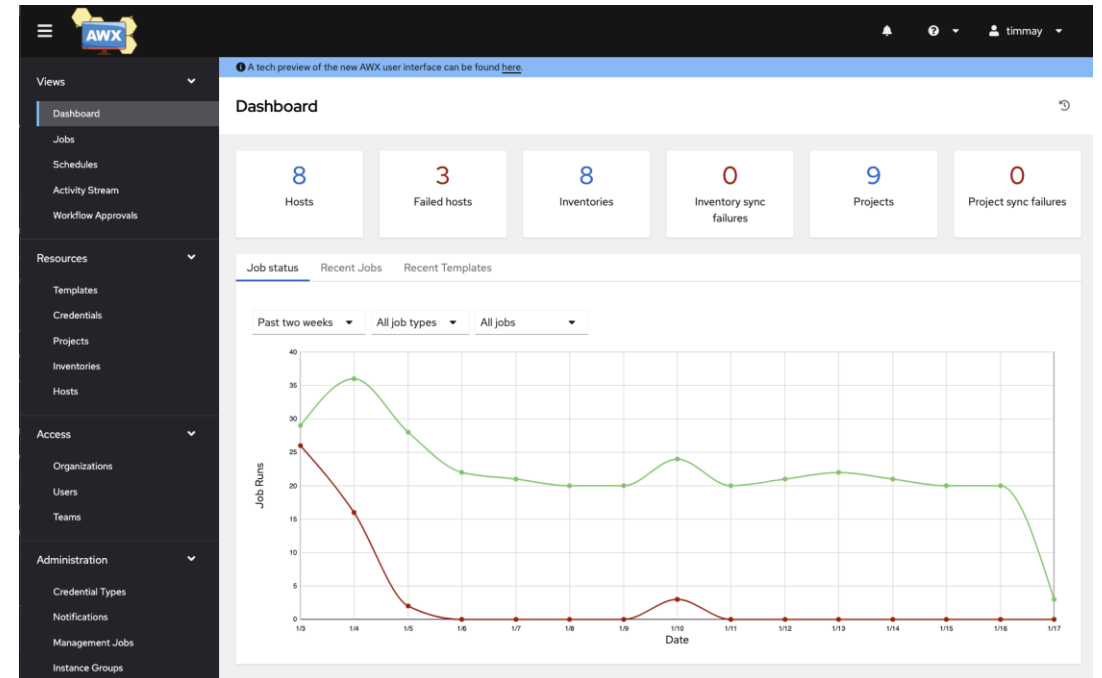 AWX
timmay
Views
Dashboard
Jobs
Schedules
Activity Stream
Workflow Approvals
Resources
Templates
Credentials
Projects
Inventories
Hosts
Access
Organizations
Users
Teams
Administration
Credential Types
Notifications
Management Jobs
Instance Groups
A tech preview of the new AWX user interface can be found here.
Dashboard
8
Hosts
3
Failed hosts
8
Inventories
0
Inventory sync
failures
9
Projects
0
Project sync failures
Job status Recent Jobs Recent Templates
Past two weeks All job types All jobs
Job Runs
40
35
30
25
20
15
10
5
0
1/3 1/4 1/5 1/6 1/7 1/8 1/9 1/10 1/11 1/12 1/13 1/14 1/15 1/16 1/17
Date